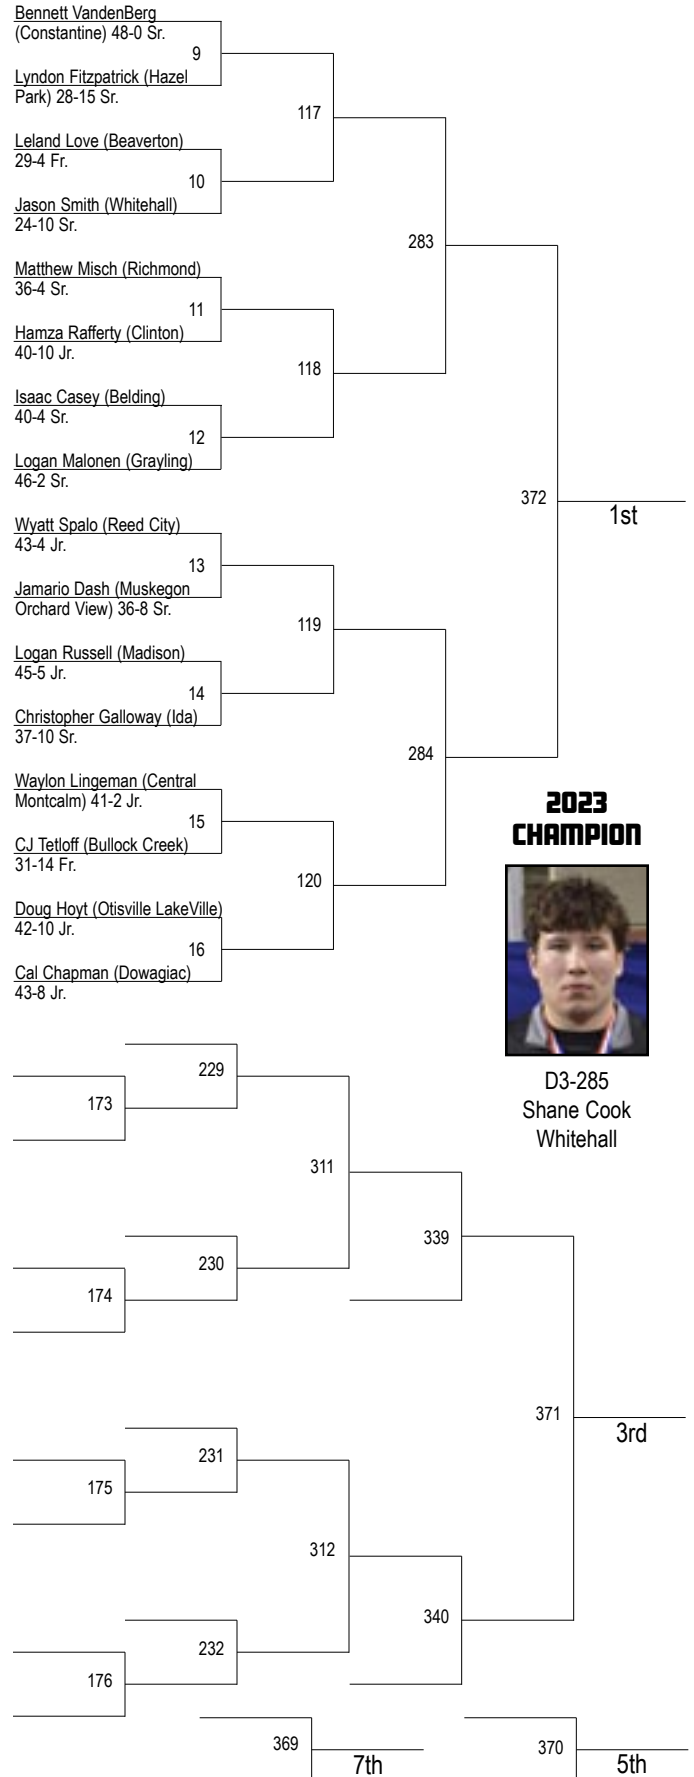 Bennett VandenBerg
(Constantine) 48-0 Sr.
9
Lyndon Fitzpatrick (Hazel
Park) 28-15 Sr.
117
Leland Love (Beaverton)
29-4 Fr.
10
Jason Smith (Whitehall)
24-10 Sr.
283
Matthew Misch (Richmond)
36-4 Sr.
11
Hamza Rafferty (Clinton)
40-10 Jr.
118
Isaac Casey (Belding)
40-4 Sr.
12
Logan Malonen (Grayling)
46-2 Sr.
372
1st
Wyatt Spalo (Reed City)
43-4 Jr.
13
Jamario Dash (Muskegon
Orchard View) 36-8 Sr.
119
Logan Russell (Madison)
45-5 Jr.
14
Christopher Galloway (Ida)
37-10 Sr.
284
Waylon Lingeman (Central
Montcalm) 41-2 Jr.
15
CJ Tetloff (Bullock Creek)
31-14 Fr.
120
Doug Hoyt (Otisville LakeVille)
42-10 Jr.
16
Cal Chapman (Dowagiac)
43-8 Jr.
2023
CHAMPION
D3-285
Shane Cook
Whitehall
229
173
311
230
174
339
371
3rd
231
175
312
232
176
340
369
7th
370
5th